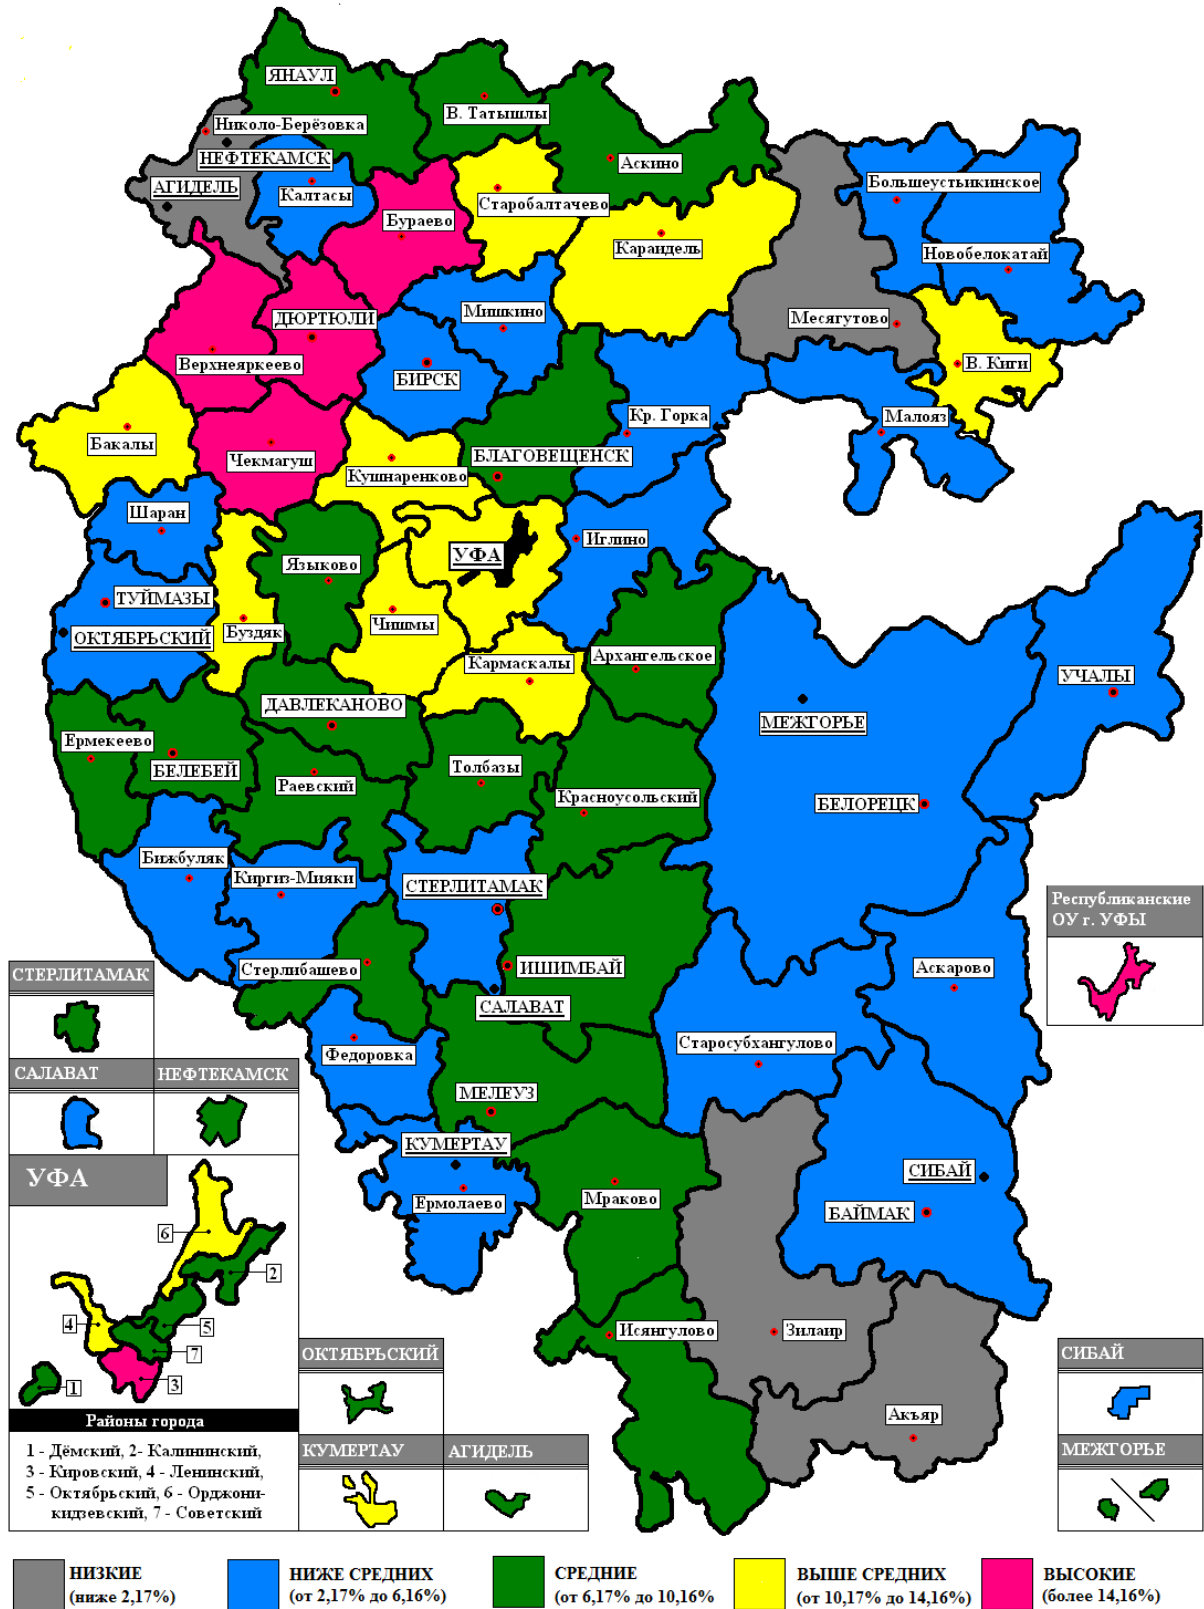 ЯНАУЛ
В. Татышлы
Николо-Берёзовка
НЕФТЕКАМСК
Аскино
АГИДЕЛЬ
Калтасы
Большеустьикинское
Старобалтачево
Бураево
Караидель
Новобелокатай
Мишкино
ДЮРТЮЛИ
Месягутово
Верхнеяркеево
В. Киги
БИРСК
Кр. Горка
Малояз
Бакалы
Чекмагуш
БЛАГОВЕЩЕНСК
Кушнаренково
Шаран
УФА
Иглино
Языково
ТУЙМАЗЫ
ОКТЯБРЬСКИЙ
Буздяк
Чишмы
Кармаскалы
Архангельское
УЧАЛЫ
ДАВЛЕКАНОВО
МЕЖГОРЬЕ
Ермекеево
БЕЛЕБЕЙ
Раевский
Толбазы
Красноусольский
БЕЛОРЕЦК
Бижбуляк
Киргиз-Мияки
СТЕРЛИТАМАК
Республиканские
ОУ г. УФЫ
Стерлибашево
ИШИМБАЙ
Аскарово
СТЕРЛИТАМАК
САЛАВАТ
Федоровка
Старосубхангулово
САЛАВАТ
НЕФТЕКАМСК
МЕЛЕУЗ
КУМЕРТАУ
УФА
Ермолаево
Мраково
СИБАЙ
БАЙМАК
6
2
4
5
7
1
3
Исянгулово
Зилаир
ОКТЯБРЬСКИЙ
СИБАЙ
Районы города
Акъяр
1 - Дёмский, 2- Калининский,
3 - Кировский, 4 - Ленинский,
5 - Октябрьский, 6 - Орджони-
кидзевский, 7 - Советский
КУМЕРТАУ
АГИДЕЛЬ
МЕЖГОРЬЕ
НИЗКИЕ
(ниже 2,17%)
НИЖЕ СРЕДНИХ
(от 2,17% до 6,16%)
СРЕДНИЕ
(от 6,17% до 10,16%
ВЫШЕ СРЕДНИХ
(от 10,17% до 14,16%)
ВЫСОКИЕ
(более 14,16%)